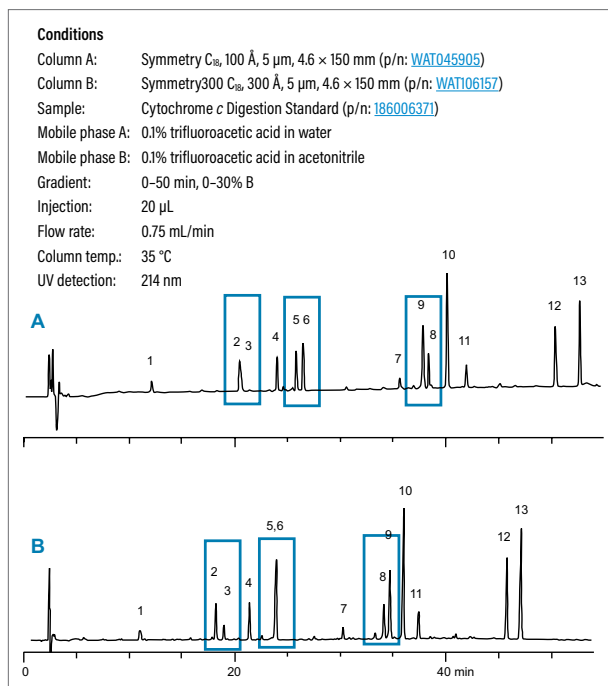 Conditions
Column A: Symmetry C18, 100 Å, 5 µm, 4.6 × 150 mm (p/n: WAT045905)
Column B: Symmetry300 C18, 300 Å, 5 µm, 4.6 × 150 mm (p/n: WAT106157)
Sample: Cytochrome c Digestion Standard (p/n: 186006371)
Mobile phase A: 0.1% trifluoroacetic acid in water
Mobile phase B: 0.1% trifluoroacetic acid in acetonitrile
Gradient: 0–50 min, 0–30% B
Injection: 20 µL
Flow rate: 0.75 mL/min
Column temp.: 35 °C
UV detection: 214 nm
A
1 2 3 4 5 6 7 9 8 10 11 12 13
0 20 40 min
B
1 2 3 4 5,6 7 8 9 10 11 12 13
0 20 40 min